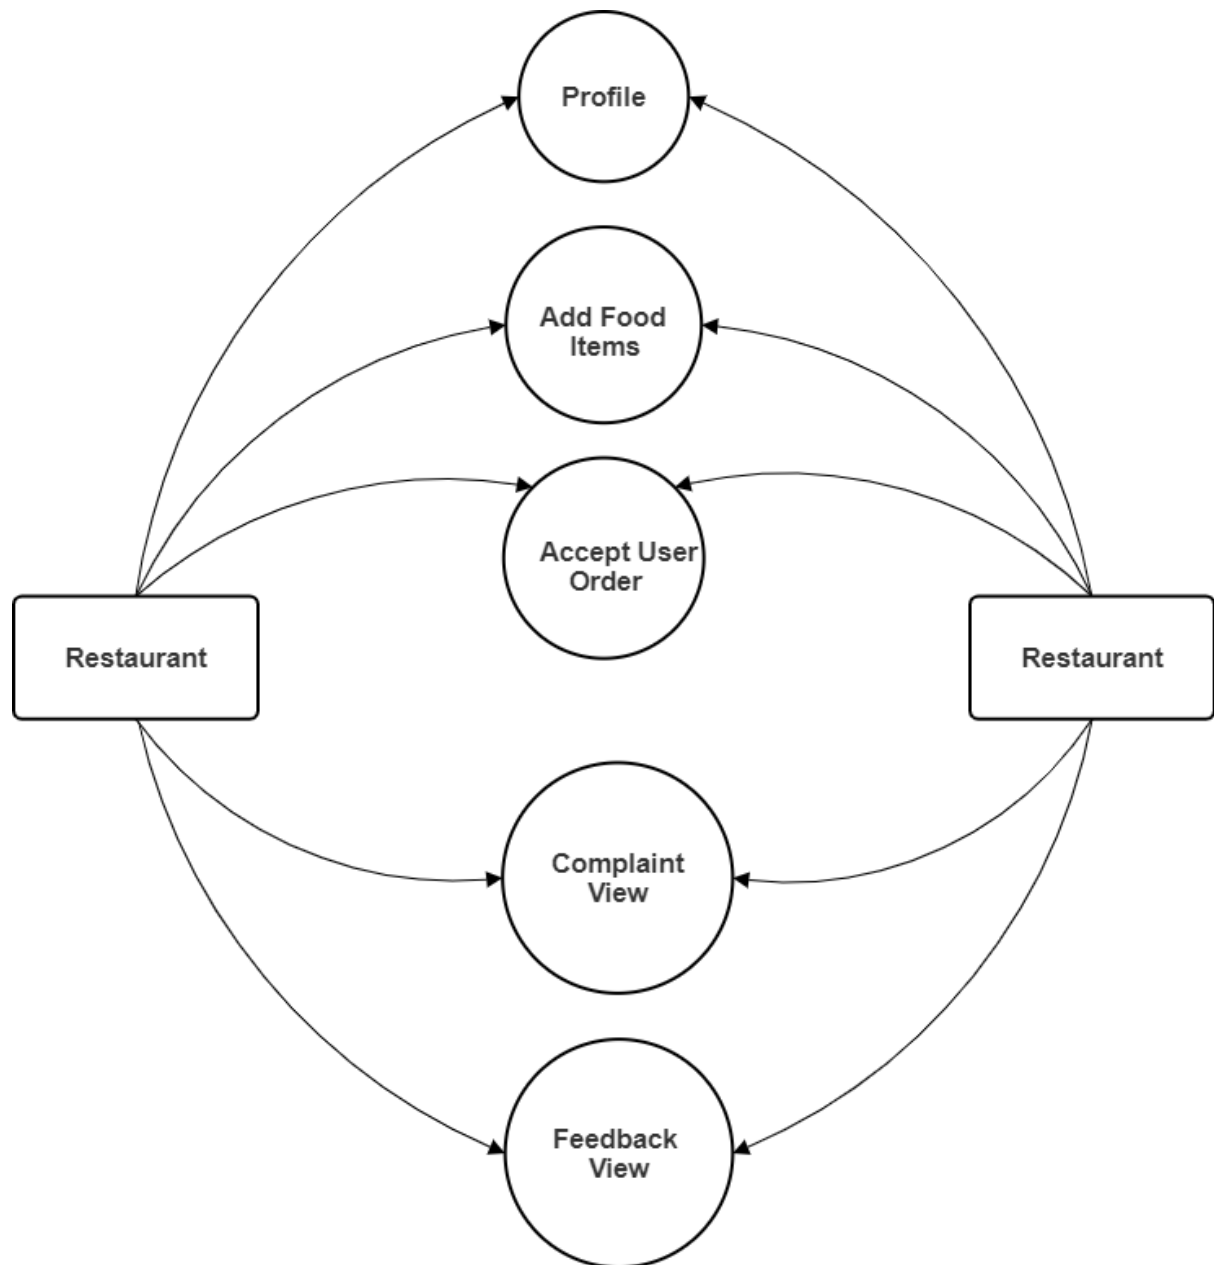 Profile
Add Food
Items
Accept User
Order
Restaurant
Restaurant
Complaint
View
Feedback
View